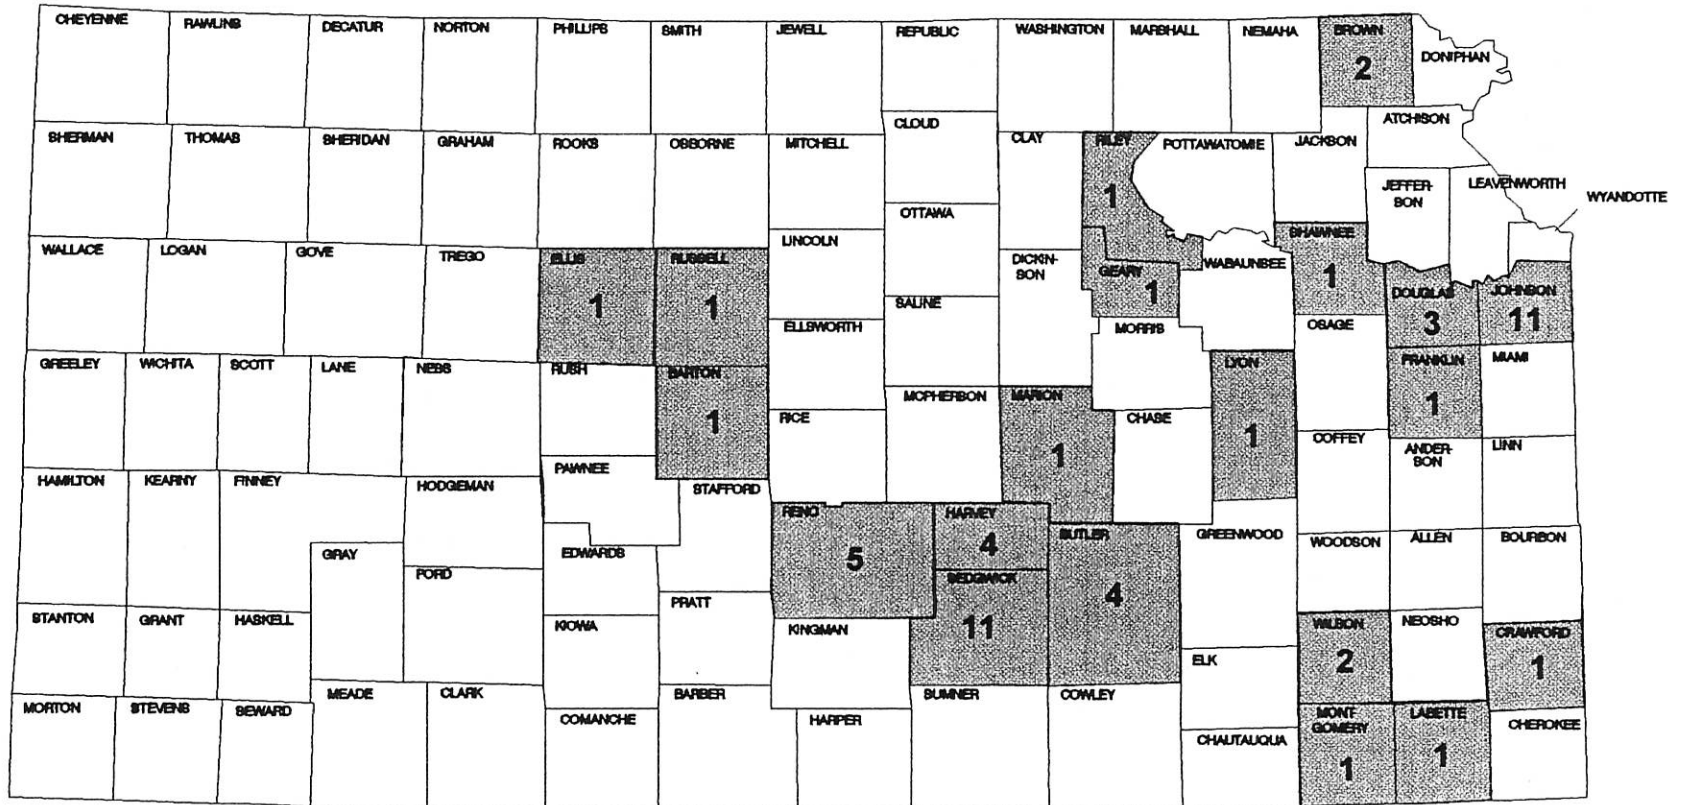 CHEYENNE RAWLINS DECATUR NORTON PHILLIPS SMITH JEWELL REPUBLIC WASHINGTON MARSHALL NEMAHA BROWN
2
DONIPHAN
ATCHISON
SHERMAN THOMAS SHERIDAN GRAHAM ROOKS OSBORNE MITCHELL CLOUD CLAY RILEY POTTAWATOMIE JACKSON
1
JEFFER-
SON
LEAVENWORTH
WYANDOTTE
OTTAWA
WALLACE LOGAN GOVE TREGO ELLIS RUSSELL LINCOLN DICKIN-
SON
GEARY WABAUNSEE SHAWNEE DOUGLAS JOHNSON
1 1 1 1 3 11
SALINE
ELLSWORTH MORRIS OSAGE
GREELEY WICHITA SCOTT LANE NESS RUSH BARTON MCPHERSON MARION LYON FRANKLIN MIAMI
1 1 1 1
RICE CHASE COFFEY ANDER-
SON
LINN
HAMILTON KEARNY FINNEY HODGEMAN PAWNEE STAFFORD RENO HARVEY BUTLER GREENWOOD WOODSON ALLEN BOURBON
5 4 4
GRAY FORD EDWARDS PRATT SEDGWICK
11
STANTON GRANT HASKELL KIOWA KINGMAN WILSON NEOSHO CRAWFORD
2 1
ELK
MORTON STEVENS SEWARD MEADE CLARK COMANCHE BARBER HARPER SUMNER COWLEY CHAUTAUQUA MONT
GOMERY
LABETTE CHEROKEE
1 1